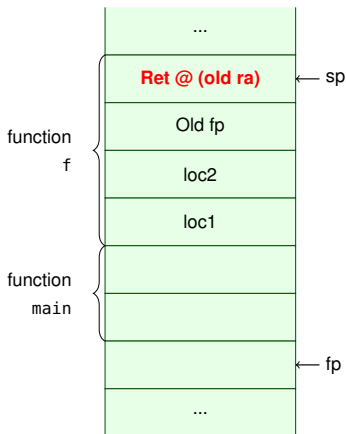 ...
Ret @ (old ra)
sp
Old fp
function
f
loc2
loc1
function
main
fp
...